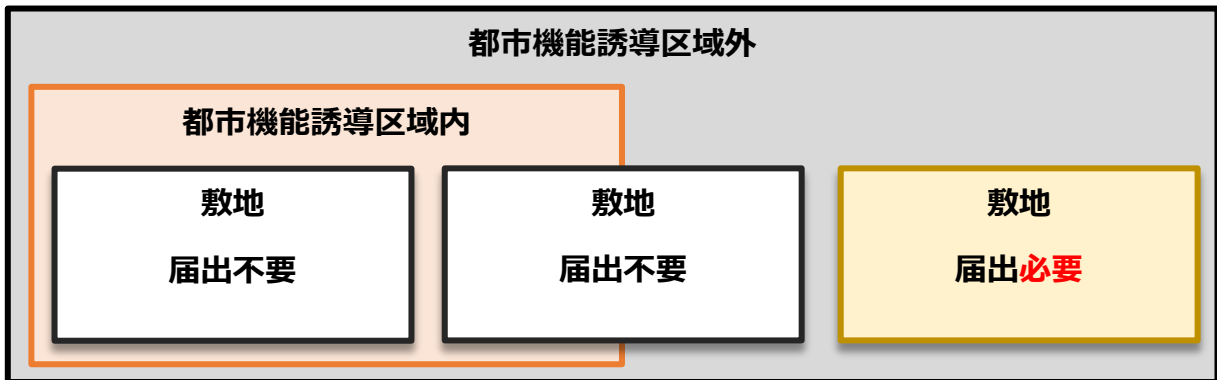 都市機能誘導区域外
都市機能誘導区域内
敷地
届出不要
敷地
届出不要
敷地
届出必要